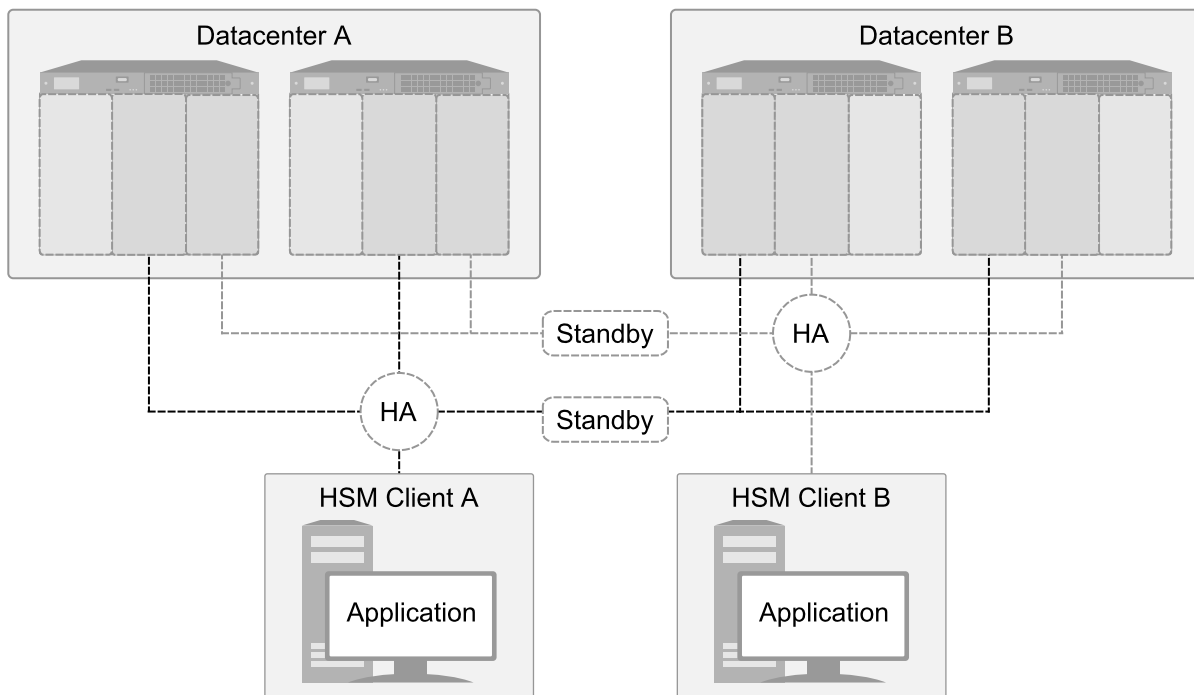 Datacenter A
Datacenter B
Standby
HA
HA
Standby
HSM Client A
HSM Client B
Application
Application